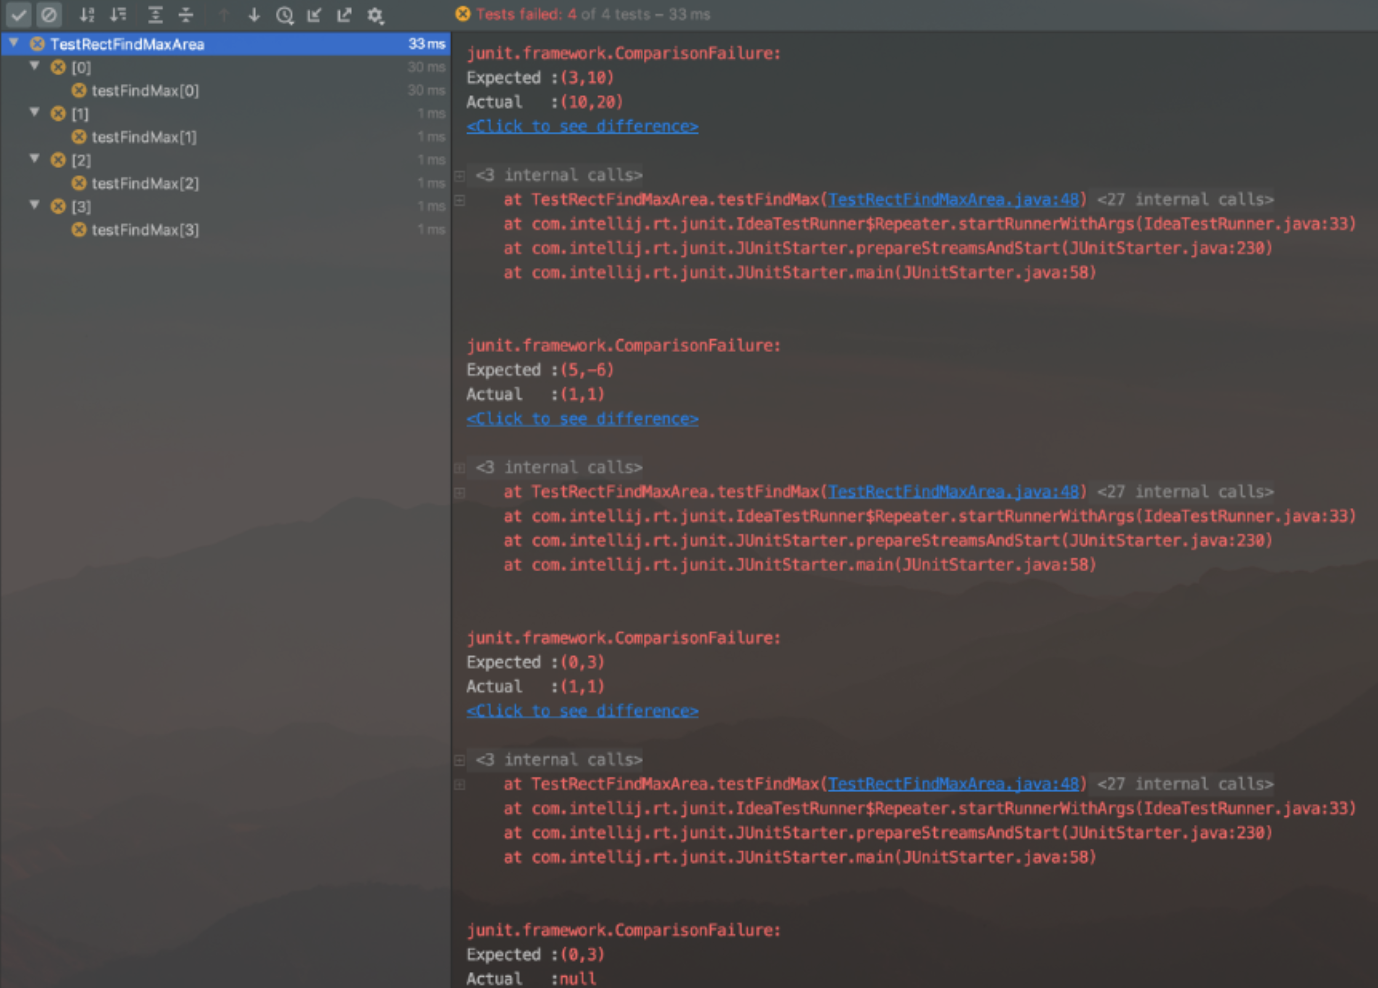 Tests failed: 4 of 4 tests – 33 ms
TestRectFindMaxArea 33 ms
[0] 30 ms
testFindMax[0] 30 ms
[1] 1 ms
testFindMax[1] 1 ms
[2] 1 ms
testFindMax[2] 1 ms
[3] 1 ms
testFindMax[3] 1 ms
junit.framework.ComparisonFailure:
Expected :(3,10)
Actual   :(10,20)
<Click to see difference>
<3 internal calls>
at TestRectFindMaxArea.testFindMax(TestRectFindMaxArea.java:48) <27 internal calls>
at com.intellij.rt.junit.IdeaTestRunner$Repeater.startRunnerWithArgs(IdeaTestRunner.java:33)
at com.intellij.rt.junit.JUnitStarter.prepareStreamsAndStart(JUnitStarter.java:230)
at com.intellij.rt.junit.JUnitStarter.main(JUnitStarter.java:58)
junit.framework.ComparisonFailure:
Expected :(5,-6)
Actual   :(1,1)
<Click to see difference>
<3 internal calls>
at TestRectFindMaxArea.testFindMax(TestRectFindMaxArea.java:48) <27 internal calls>
at com.intellij.rt.junit.IdeaTestRunner$Repeater.startRunnerWithArgs(IdeaTestRunner.java:33)
at com.intellij.rt.junit.JUnitStarter.prepareStreamsAndStart(JUnitStarter.java:230)
at com.intellij.rt.junit.JUnitStarter.main(JUnitStarter.java:58)
junit.framework.ComparisonFailure:
Expected :(0,3)
Actual   :(1,1)
<Click to see difference>
<3 internal calls>
at TestRectFindMaxArea.testFindMax(TestRectFindMaxArea.java:48) <27 internal calls>
at com.intellij.rt.junit.IdeaTestRunner$Repeater.startRunnerWithArgs(IdeaTestRunner.java:33)
at com.intellij.rt.junit.JUnitStarter.prepareStreamsAndStart(JUnitStarter.java:230)
at com.intellij.rt.junit.JUnitStarter.main(JUnitStarter.java:58)
junit.framework.ComparisonFailure:
Expected :(0,3)
Actual   :null